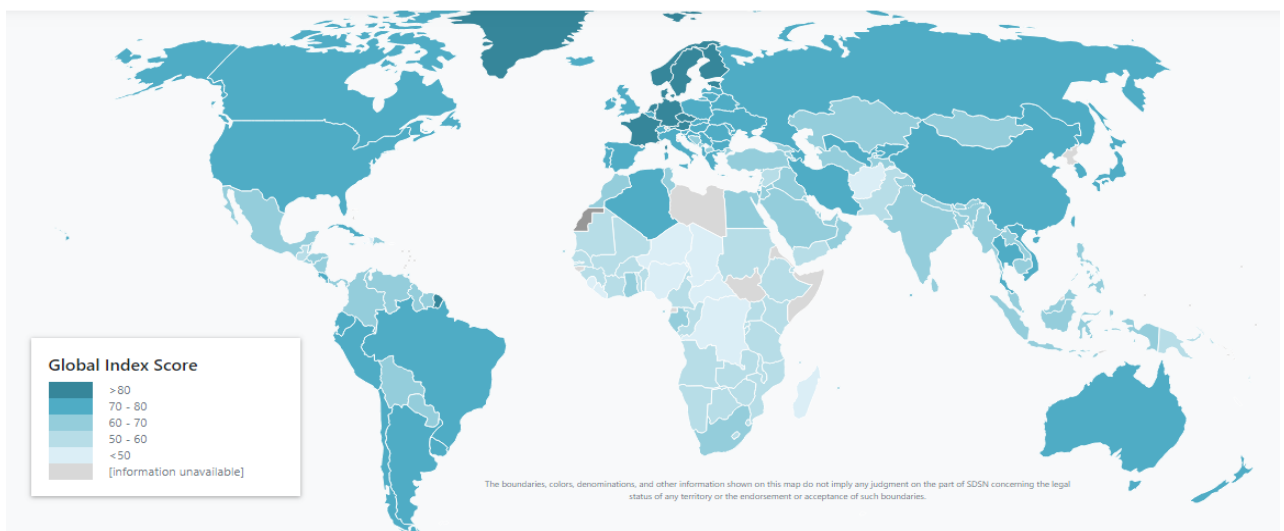 Global Index Score
>80
70 - 80
60 - 70
50 - 60
<50
[information unavailable]
The boundaries, colors, denominations, and other information shown on this map do not imply any judgment on the part of SDSN concerning the legal
status of any territory or the endorsement or acceptance of such boundaries.